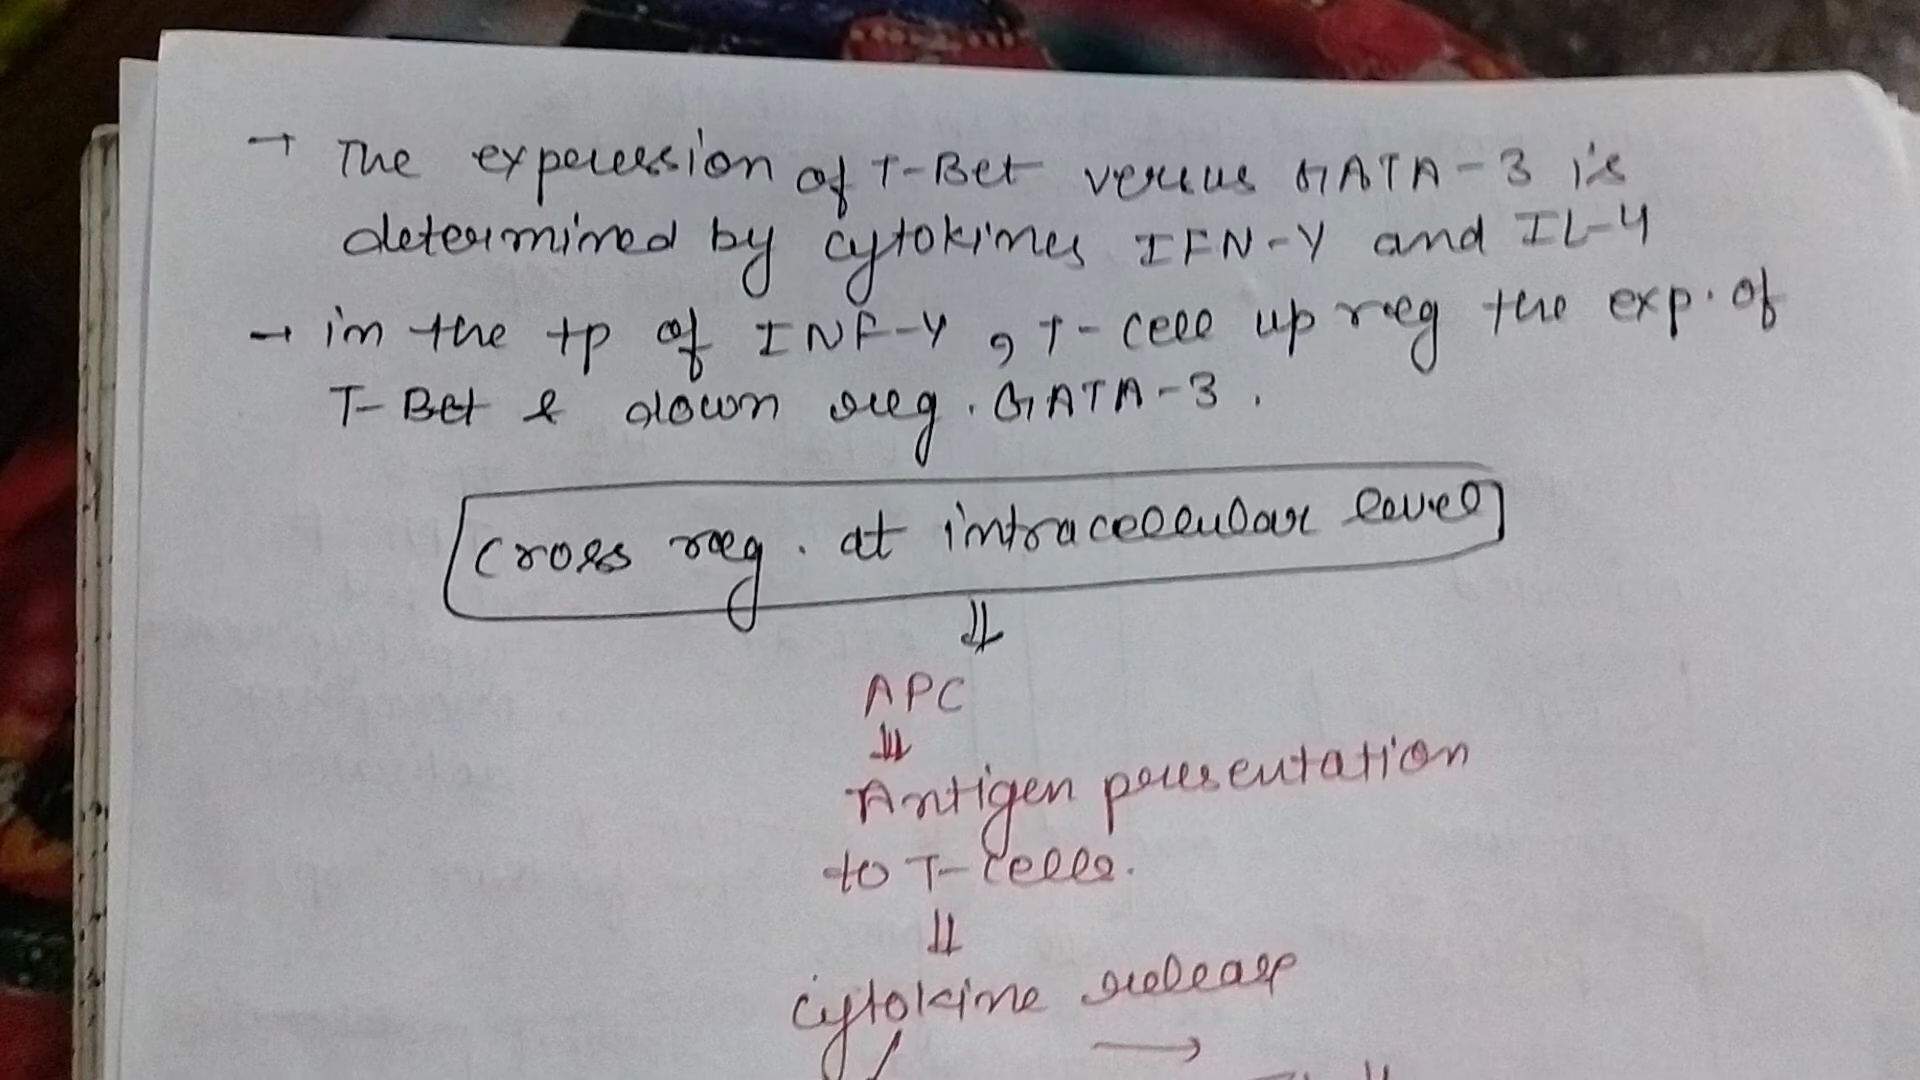 → The expression of T-Bet versus GATA-3 is
determined by cytokines IFN-γ and IL-4
→ in the tp of INF-γ, T-cell up reg the exp. of
T-Bet & down reg. GATA-3.
Cross reg. at intracellular level
⇓
APC
⇓
Antigen presentation
to T-cells.
⇓
Cytokine release
→